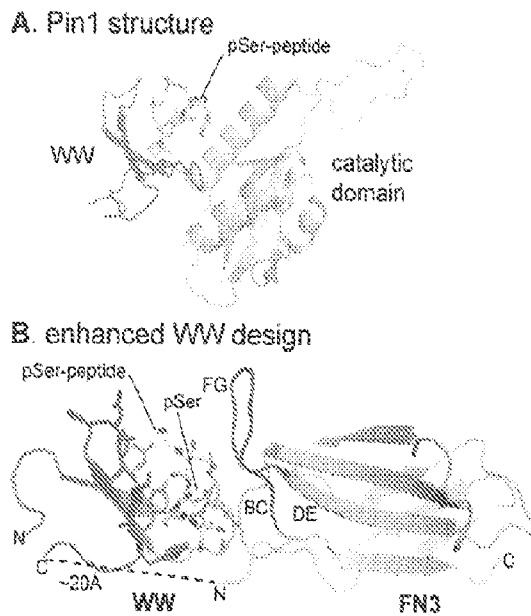 A. Pin1 structure
pSer-peptide
WW
catalytic
domain
B. enhanced WW design
pSer-peptide
pSer
FG
BC
DE
N
C
~20A
N
C
WW
FN3